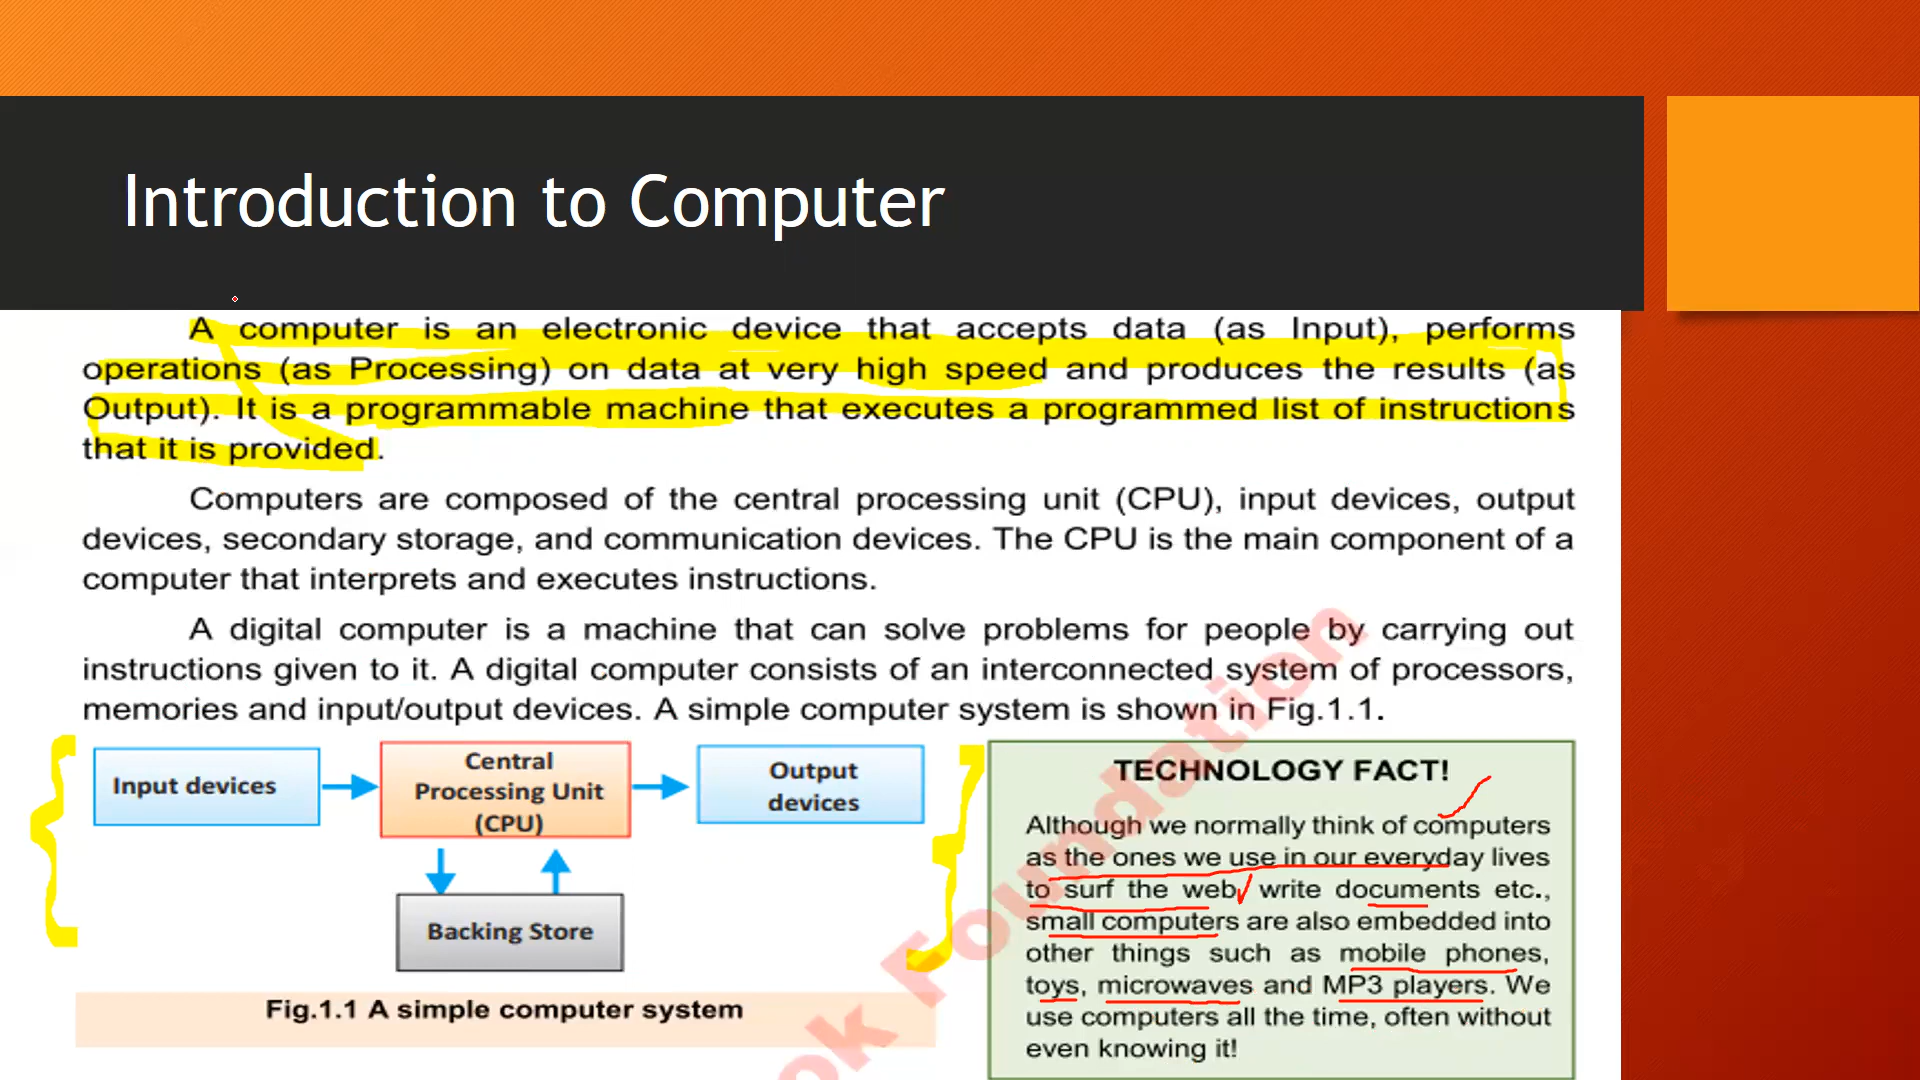 Introduction to Computer
A computer is an electronic device that accepts data (as Input), performs
operations (as Processing) on data at very high speed and produces the results (as
Output). It is a programmable machine that executes a programmed list of instructions
that it is provided.
Computers are composed of the central processing unit (CPU), input devices, output
devices, secondary storage, and communication devices. The CPU is the main component of a
computer that interprets and executes instructions.
A digital computer is a machine that can solve problems for people by carrying out
instructions given to it. A digital computer consists of an interconnected system of processors,
memories and input/output devices. A simple computer system is shown in Fig.1.1.
Input devices
Central
Processing Unit
(CPU)
Output
devices
Backing Store
Fig.1.1 A simple computer system
TECHNOLOGY FACT!
Although we normally think of computers
as the ones we use in our everyday lives
to surf the web, write documents etc.,
small computers are also embedded into
other things such as mobile phones,
toys, microwaves and MP3 players. We
use computers all the time, often without
even knowing it!
Foundation